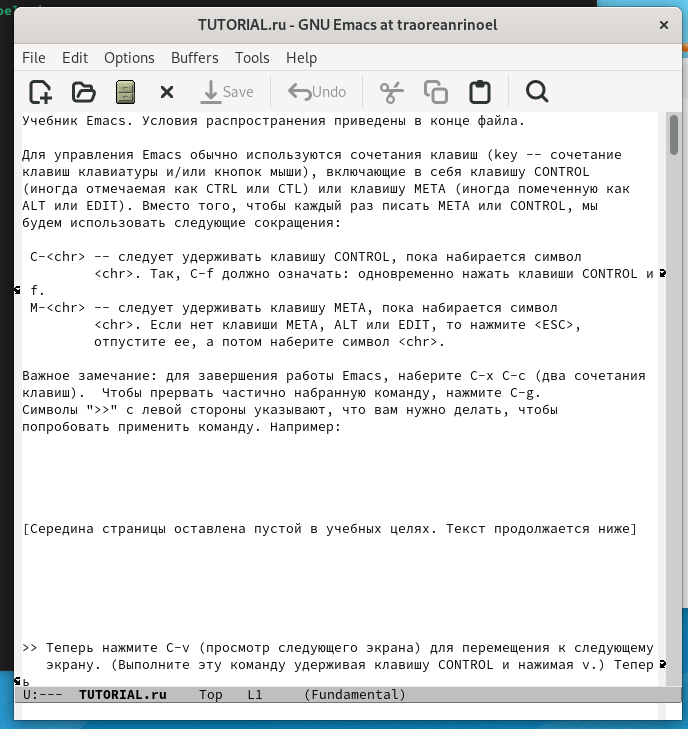 TUTORIAL.ru - GNU Emacs at traoreanrinoel
File Edit Options Buffers Tools Help
Save Undo
Учебник Emacs. Условия распространения приведены в конце файла.
Для управления Emacs обычно используются сочетания клавиш (key -- сочетание
клавиш клавиатуры и/или кнопок мыши), включающие в себя клавишу CONTROL
(иногда отмечаемая как CTRL или CTL) или клавишу META (иногда помеченную как
ALT или EDIT). Вместо того, чтобы каждый раз писать META или CONTROL, мы
будем использовать следующие сокращения:
C-<chr> -- следует удерживать клавишу CONTROL, пока набирается символ
<chr>. Так, C-f должно означать: одновременно нажать клавиши CONTROL и
f.
M-<chr> -- следует удерживать клавишу META, пока набирается символ
<chr>. Если нет клавиши META, ALT или EDIT, то нажмите <ESC>,
отпустите ее, а потом наберите символ <chr>.
Важное замечание: для завершения работы Emacs, наберите C-x C-c (два сочетания
клавиш). Чтобы прервать частично набранную команду, нажмите C-g.
Символы ">>" с левой стороны указывают, что вам нужно делать, чтобы
попробовать применить команду. Например:
[Середина страницы оставлена пустой в учебных целях. Текст продолжается ниже]
>> Теперь нажмите C-v (просмотр следующего экрана) для перемещения к следующему
экрану. (Выполните эту команду удерживая клавишу CONTROL и нажимая v.) Тепер
ь
U:--- TUTORIAL.ru Top L1 (Fundamental)